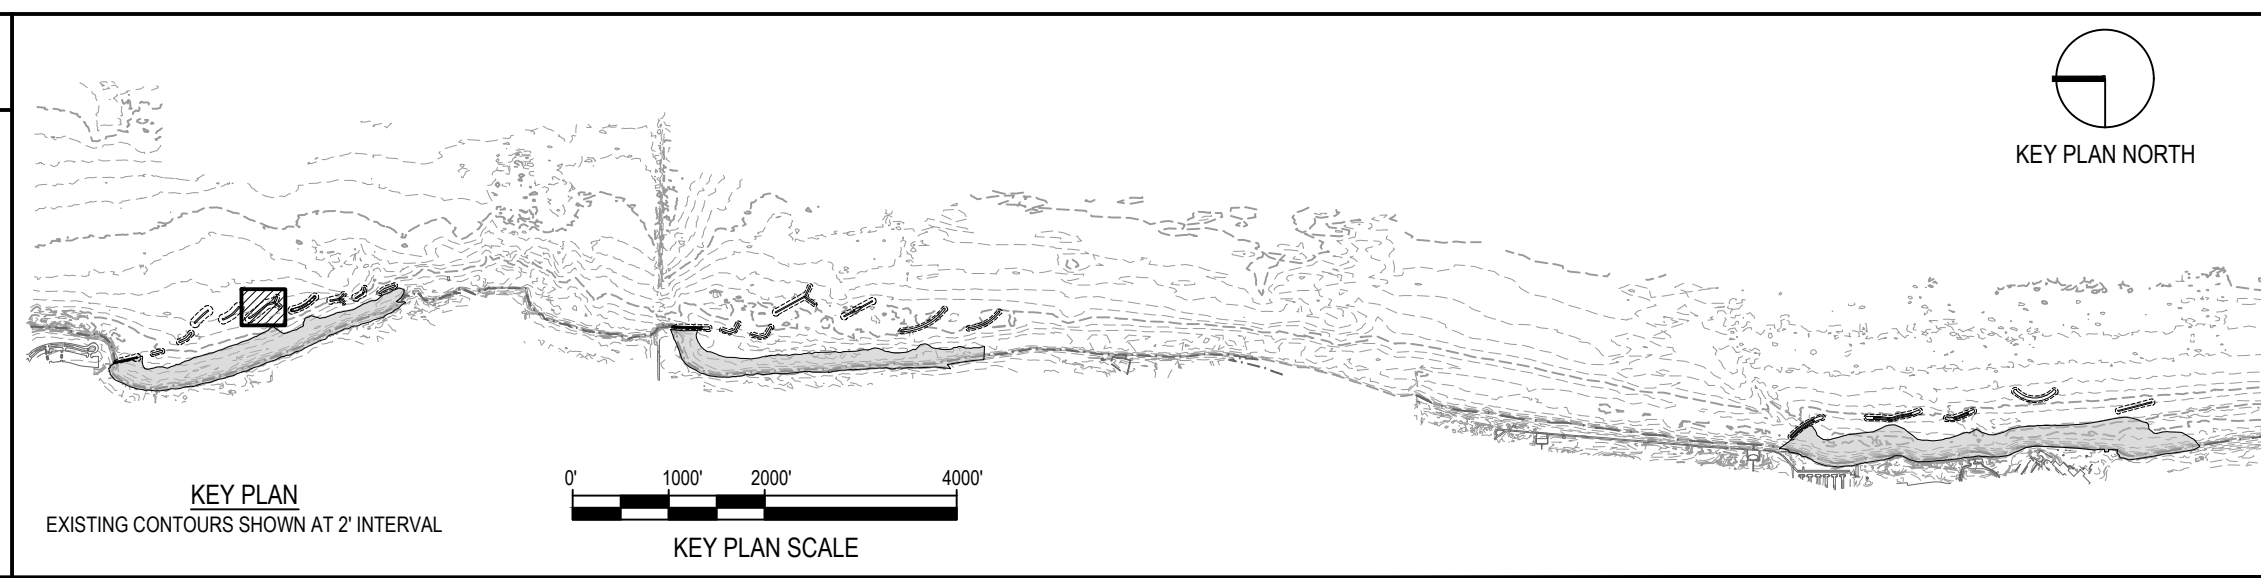 KEY PLAN NORTH
KEY PLAN
EXISTING CONTOURS SHOWN AT 2' INTERVAL
0' 1000' 2000' 4000'
KEY PLAN SCALE